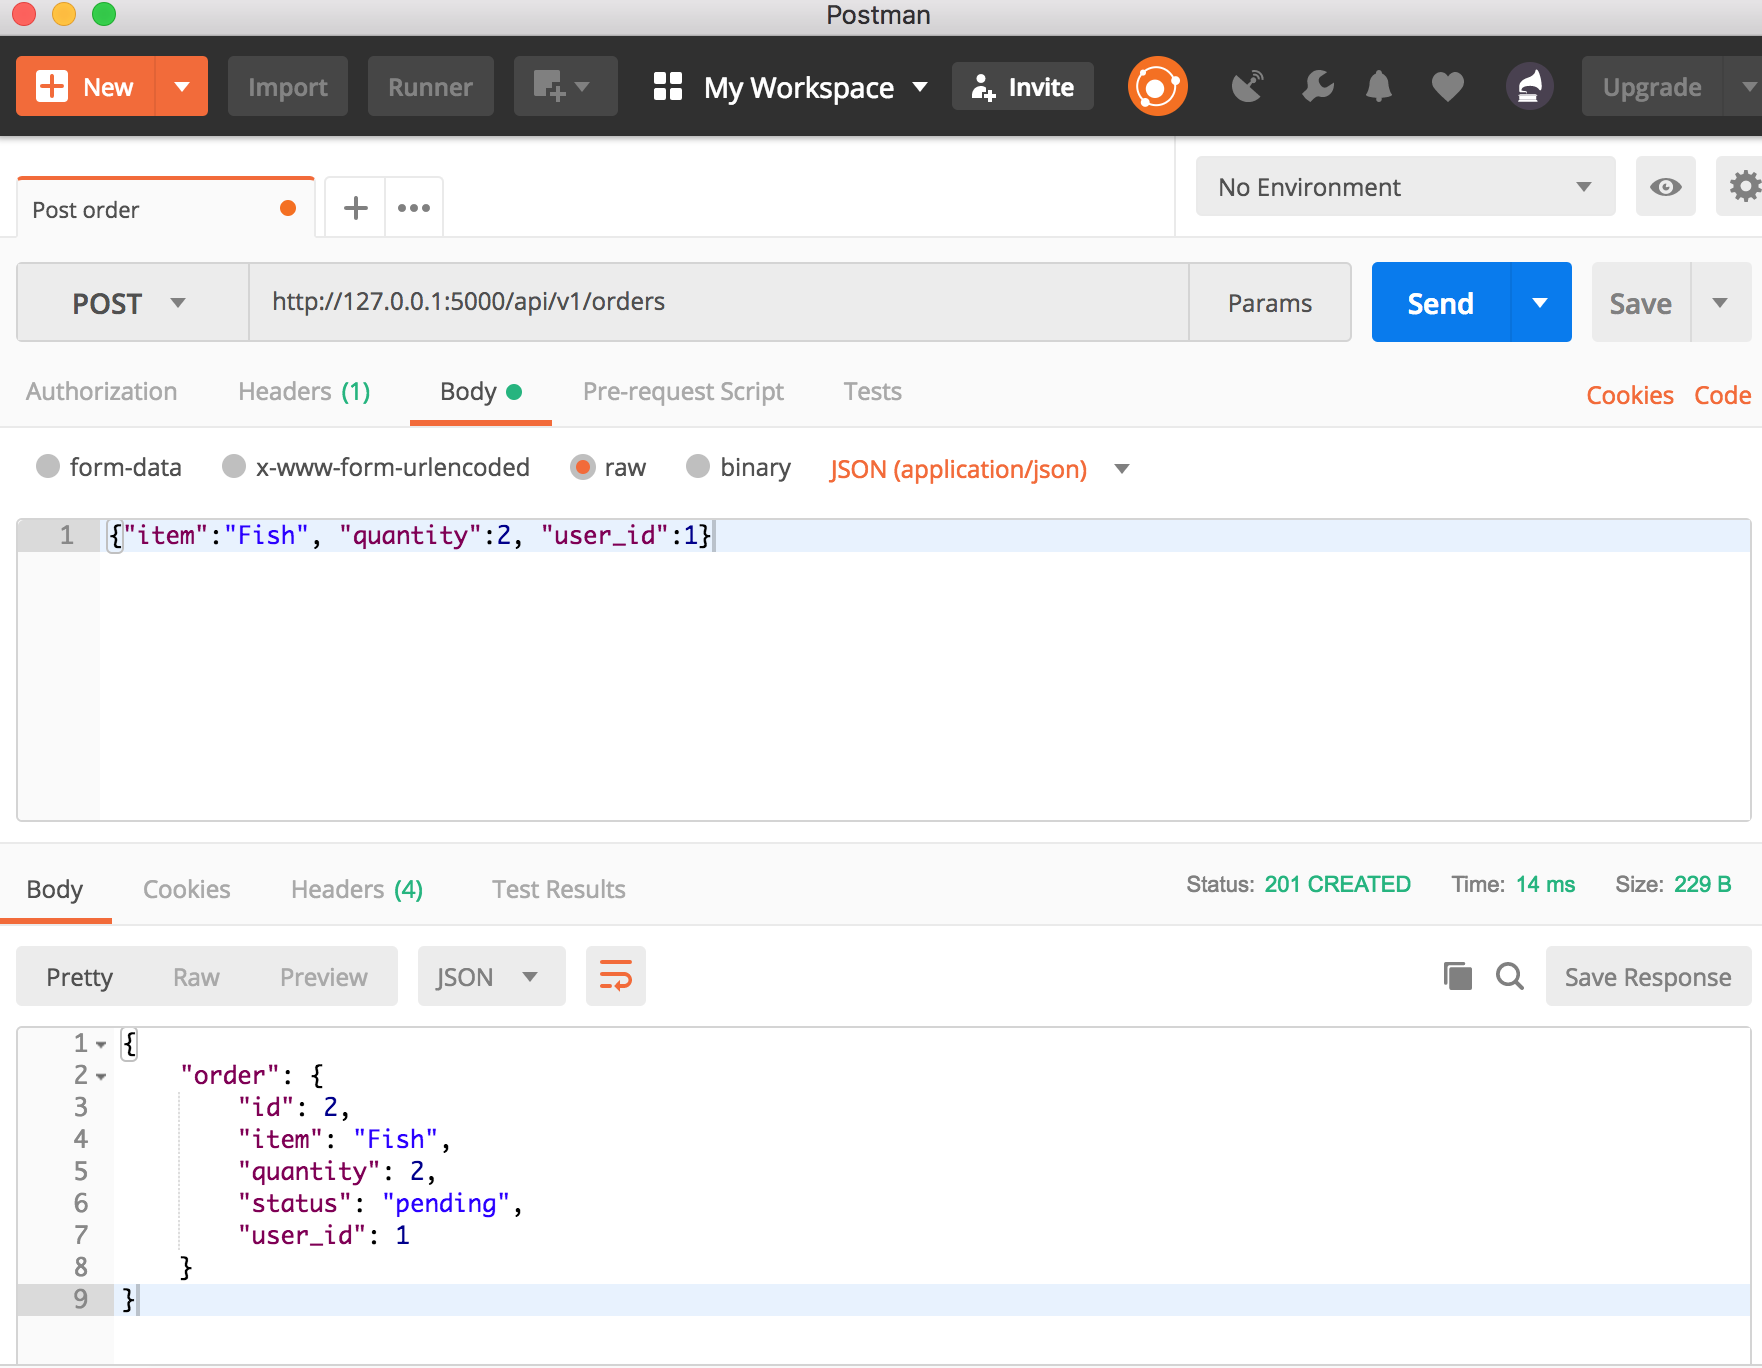 Postman
New Import Runner My Workspace Invite Upgrade
Post order No Environment
POST http://127.0.0.1:5000/api/v1/orders Params Send Save
Authorization Headers (1) Body Pre-request Script Tests Cookies Code
form-data x-www-form-urlencoded raw binary JSON (application/json)
1 {"item":"Fish", "quantity":2, "user_id":1}
Body Cookies Headers (4) Test Results Status: 201 CREATED Time: 14 ms Size: 229 B
Pretty Raw Preview JSON Save Response
1 {
2 "order": {
3 "id": 2,
4 "item": "Fish",
5 "quantity": 2,
6 "status": "pending",
7 "user_id": 1
8 }
9 }